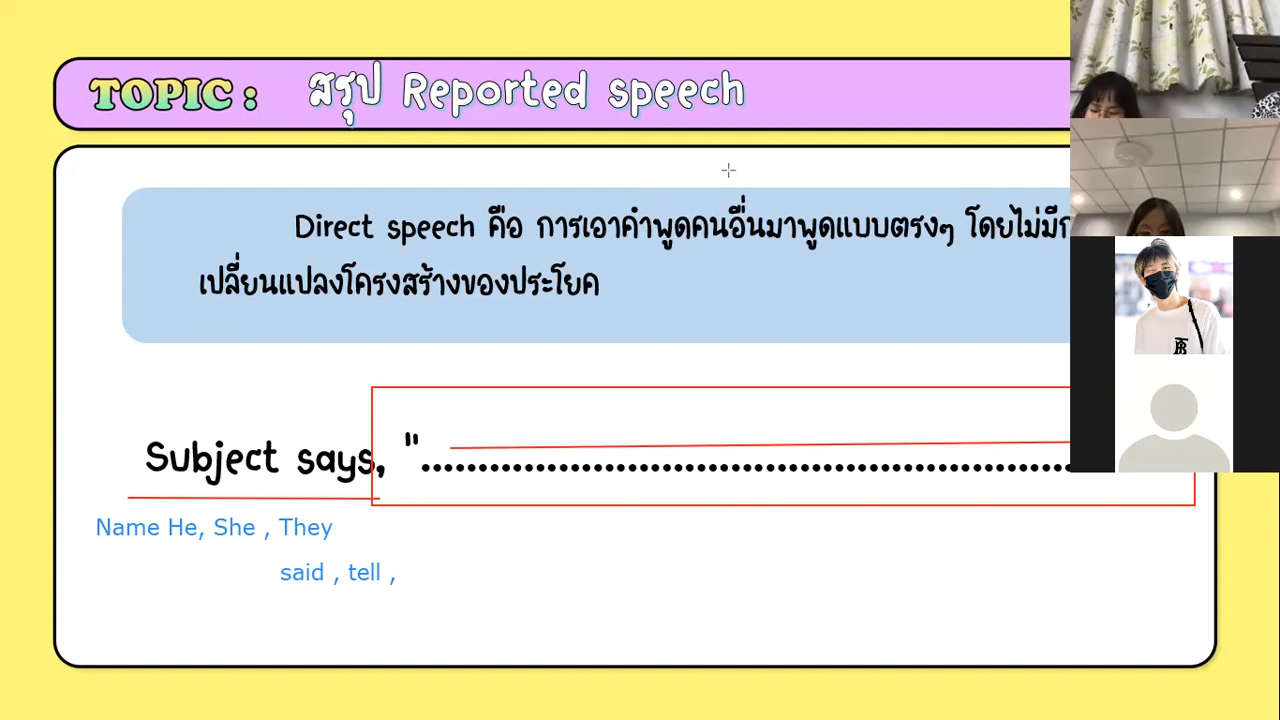 TOPIC : สรุป Reported speech
Direct speech คือ การเอาคำพูดคนอื่นมาพูดแบบตรงๆ โดยไม่มี
เปลี่ยนแปลงโครงสร้างของประโยค
Subject says, "..........................................................
Name He, She , They
said , tell ,